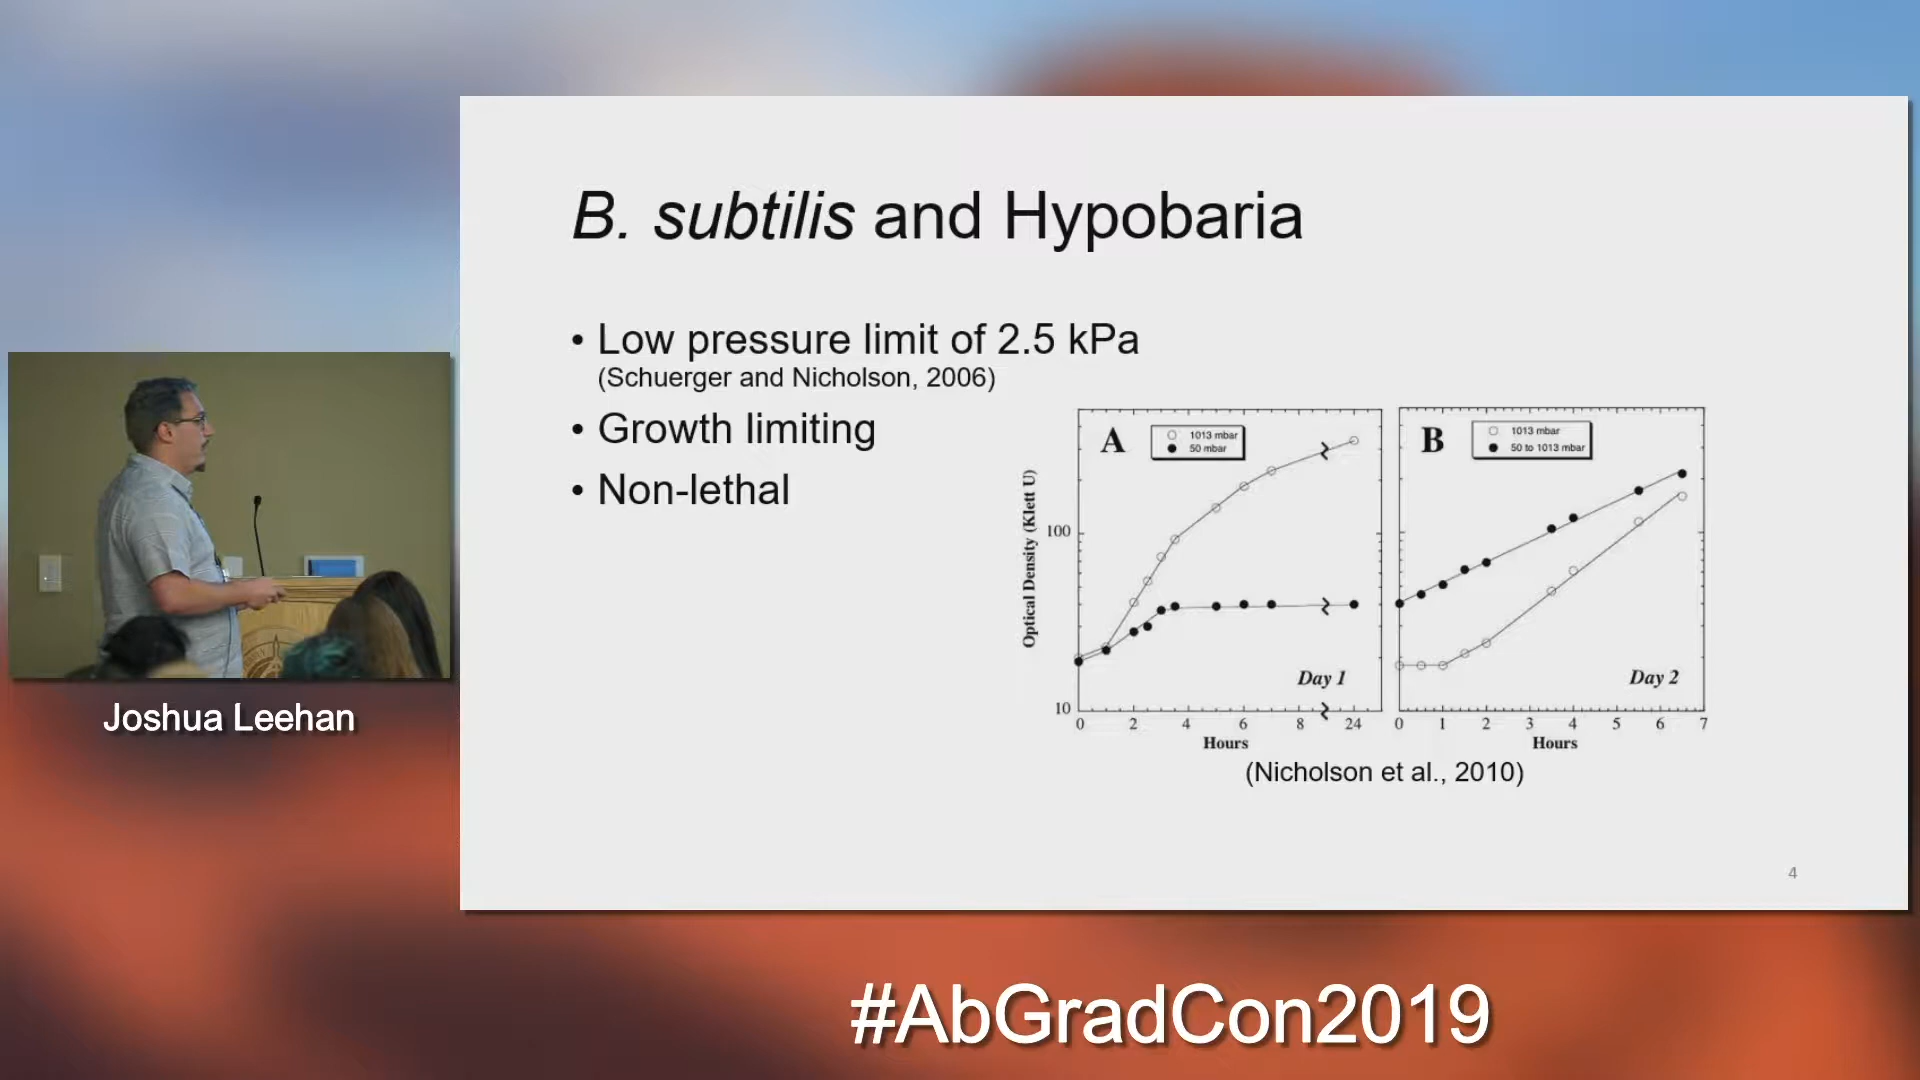 B. subtilis and Hypobaria
• Low pressure limit of 2.5 kPa
(Schuerger and Nicholson, 2006)
• Growth limiting
• Non-lethal
A
1013 mbar
50 mbar
Optical Density (Klett U)
100
10
Day 1
0 2 4 6 8 24
Hours
B
1013 mbar
50 to 1013 mbar
Day 2
0 1 2 3 4 5 6 7
Hours
(Nicholson et al., 2010)
4
Joshua Leehan
#AbGradCon2019